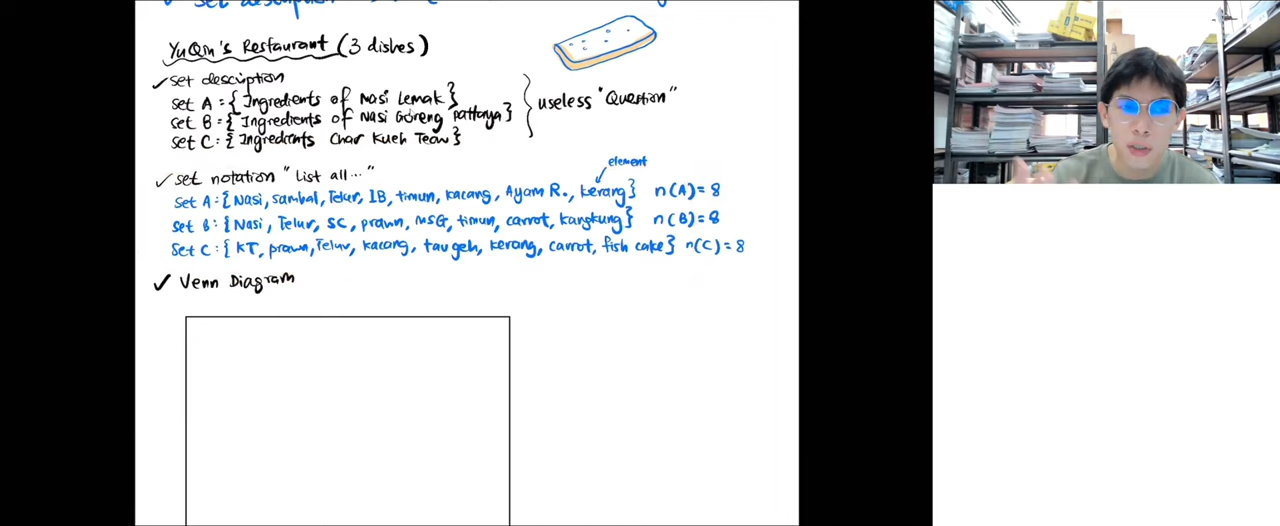 YuQin's Restaurant (3 dishes)
✓ set description
set A = { Ingredients of Nasi Lemak }
set B = { Ingredients of Nasi Goreng Pattaya }
set C : { Ingredients Char Kueh Teow }
useless "Question"
element
✓ set notation "List all..."
set A : { Nasi, sambal, Telur, IB, timun, kacang, Ayam R., kerang } n(A) = 8
set B : { Nasi, Telur, SC, prawn, MSG, timun, carrot, kangkung } n(B) = 8
set C : { KT, prawn, Telur, kacang, taugeh, kerang, carrot, fish cake } n(C) = 8
✓ Venn Diagram